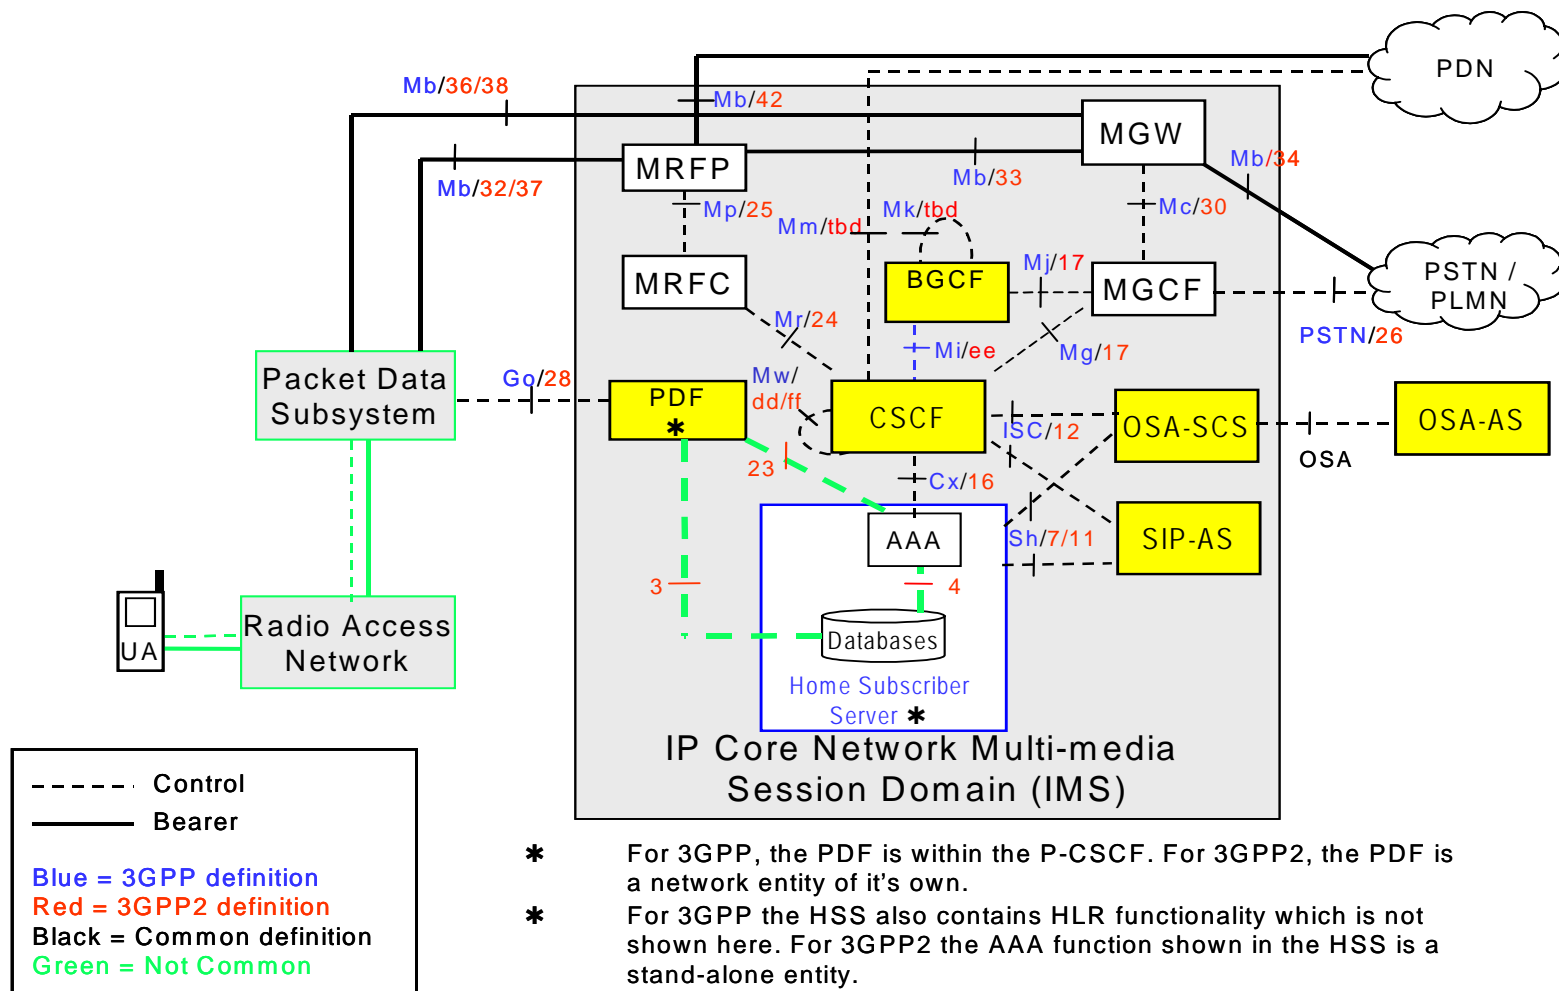 PDN
Mb/36/38
Mb/42
MGW
MRFP
Mb/32/37
Mb/33
Mb/34
Mp/25
Mm/tbd
Mk/tbd
Mc/30
MRFC
BGCF
Mj/17
MGCF
PSTN /
PLMN
Mr/24
Mi/ee
Mg/17
PSTN/26
Packet Data
Subsystem
Go/28
PDF
✱
Mw/
dd/ff
CSCF
ISC/12
OSA-SCS
OSA-AS
OSA
23
Cx/16
AAA
Sh/7/11
SIP-AS
3
4
UA
Radio Access
Network
Databases
Home Subscriber
Server ✱
IP Core Network Multi-media
Session Domain (IMS)
Control
Bearer
Blue = 3GPP definition
Red = 3GPP2 definition
Black = Common definition
Green = Not Common
✱ For 3GPP, the PDF is within the P-CSCF. For 3GPP2, the PDF is
a network entity of it's own.
✱ For 3GPP the HSS also contains HLR functionality which is not
shown here. For 3GPP2 the AAA function shown in the HSS is a
stand-alone entity.